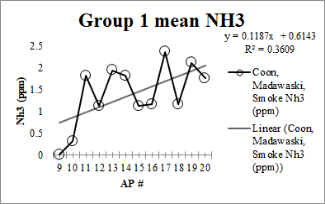 Group 1 mean NH3
y = 0.1187x + 0.6143
R² = 0.3609
2.5
2
1.5
1
0.5
0
Nh3 (ppm)
9 10 11 12 13 14 15 16 17 18 19 20
AP #
Coon,
Madawaski,
Smoke Nh3
(ppm)
Linear (Coon,
Madawaski,
Smoke Nh3
(ppm))